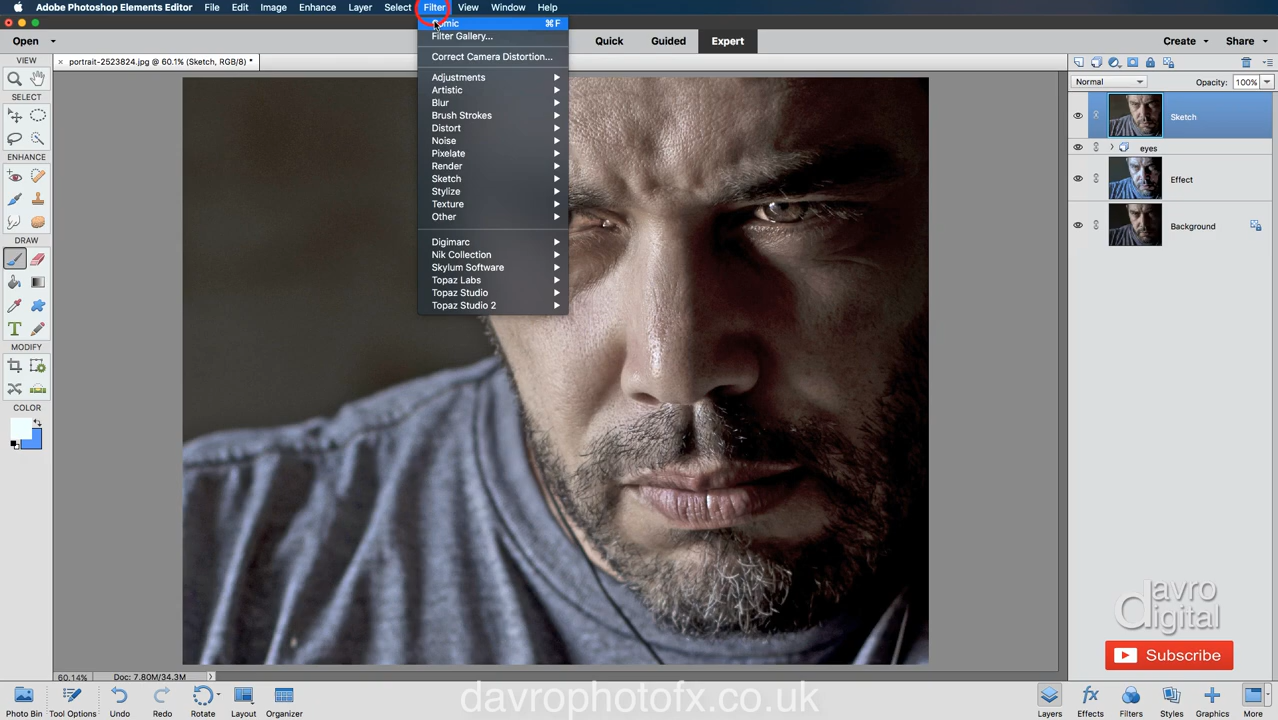 Adobe Photoshop Elements Editor File Edit Image Enhance Layer Select Filter View Window Help
Open Quick Guided Expert Create Share
portrait-2523824.jpg @ 60.1% (Sketch, RGB/8) *
⌘F
Filter Gallery...
Correct Camera Distortion...
Adjustments
Artistic
Blur
Brush Strokes
Distort
Noise
Pixelate
Render
Sketch
Stylize
Texture
Other
Digimarc
Nik Collection
Skylum Software
Topaz Labs
Topaz Studio
Topaz Studio 2
VIEW
SELECT
ENHANCE
DRAW
MODIFY
COLOR
Normal Opacity: 100%
Sketch
eyes
Effect
Background
davro
digital
Subscribe
60.14% Doc: 7.80M/34.3M
davrophotofx.co.uk
Photo Bin Tool Options Undo Redo Rotate Layout Organizer Layers Effects Filters Styles Graphics More